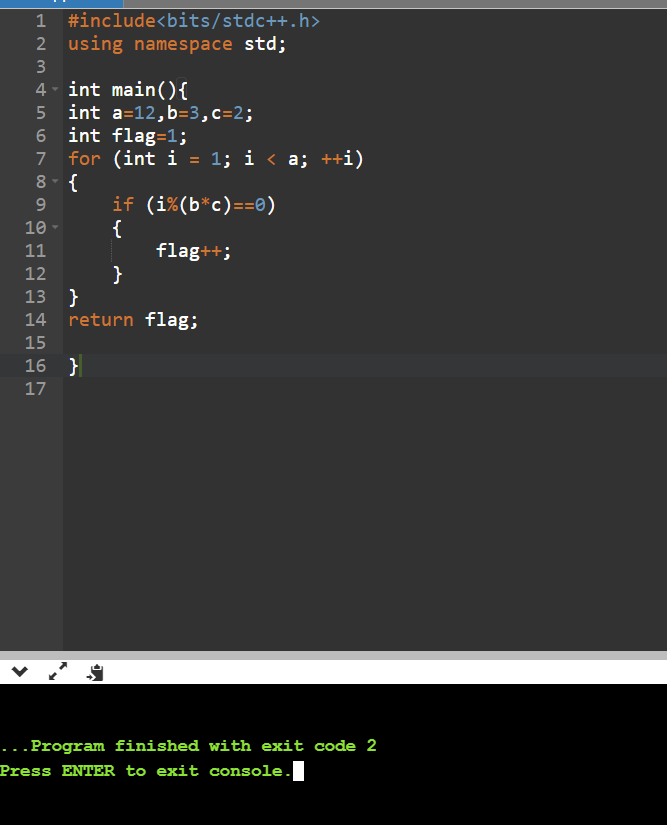 1 #include<bits/stdc++.h>
2 using namespace std;
3
4 int main(){
5 int a=12,b=3,c=2;
6 int flag=1;
7 for (int i = 1; i < a; ++i)
8 {
9     if (i%(b*c)==0)
10     {
11         flag++;
12     }
13 }
14 return flag;
15
16 }
17
...Program finished with exit code 2
Press ENTER to exit console.